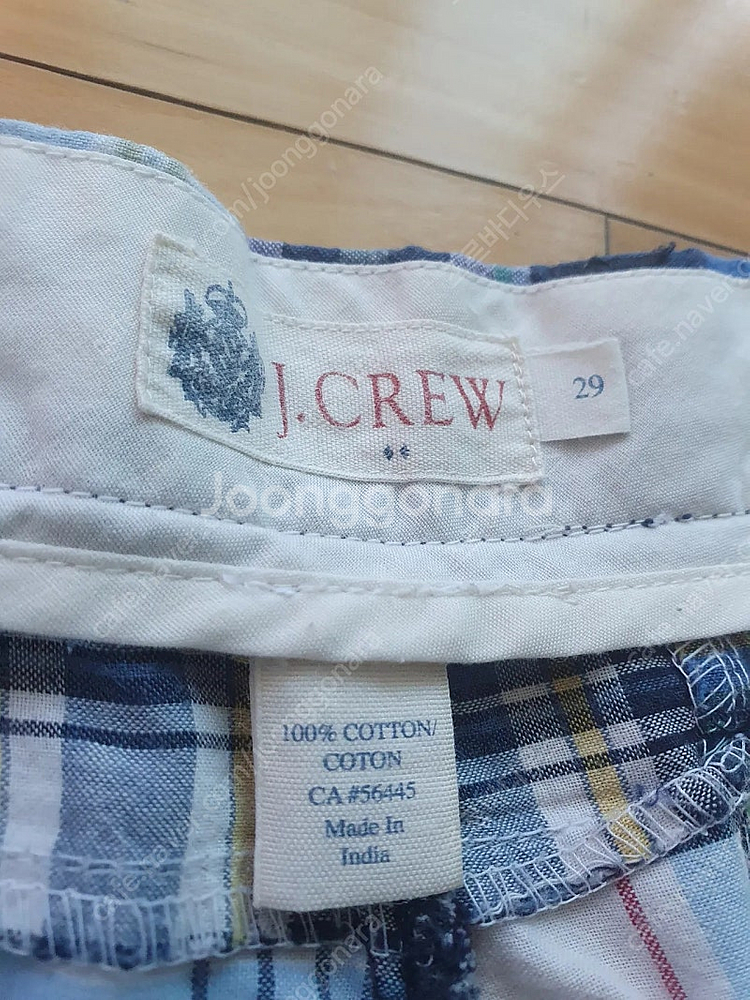 J.CREW
29
Joonggonara
100% COTTON/
COTON
CA #56445
Made In
India